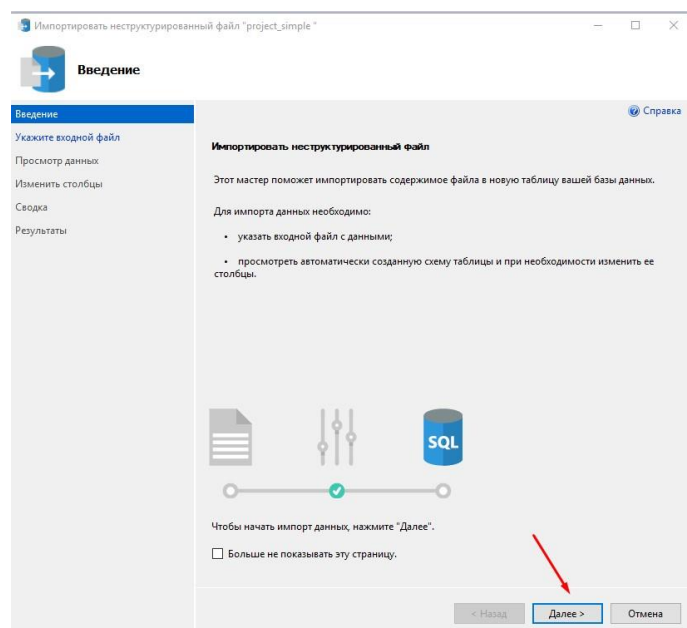 Импортировать неструктурированный файл "project_simple "
Введение
Введение
Справка
Укажите входной файл
Просмотр данных
Изменить столбцы
Сводка
Результаты
Импортировать неструктурированный файл
Этот мастер поможет импортировать содержимое файла в новую таблицу вашей базы данных.
Для импорта данных необходимо:
• указать входной файл с данными;
• просмотреть автоматически созданную схему таблицы и при необходимости изменить ее
столбцы.
SQL
Чтобы начать импорт данных, нажмите "Далее".
Больше не показывать эту страницу.
< Назад
Далее >
Отмена